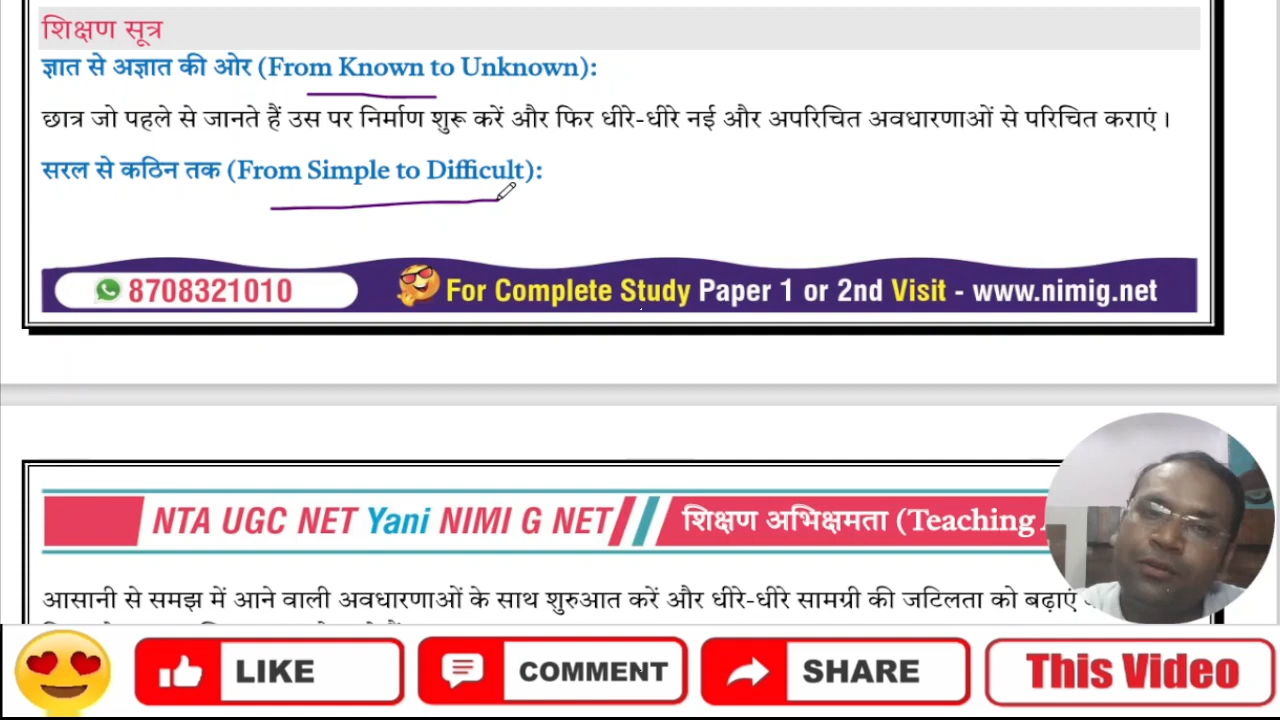 शिक्षण सूत्र
ज्ञात से अज्ञात की ओर (From Known to Unknown):
छात्र जो पहले से जानते हैं उस पर निर्माण शुरू करें और फिर धीरे-धीरे नई और अपरिचित अवधारणाओं से परिचित कराएं।
सरल से कठिन तक (From Simple to Difficult):
8708321010 For Complete Study Paper 1 or 2nd Visit - www.nimig.net
NTA UGC NET Yani NIMI G NET शिक्षण अभिक्षमता (Teaching
आसानी से समझ में आने वाली अवधारणाओं के साथ शुरुआत करें और धीरे-धीरे सामग्री की जटिलता को बढ़ाएं
LIKE COMMENT SHARE This Video